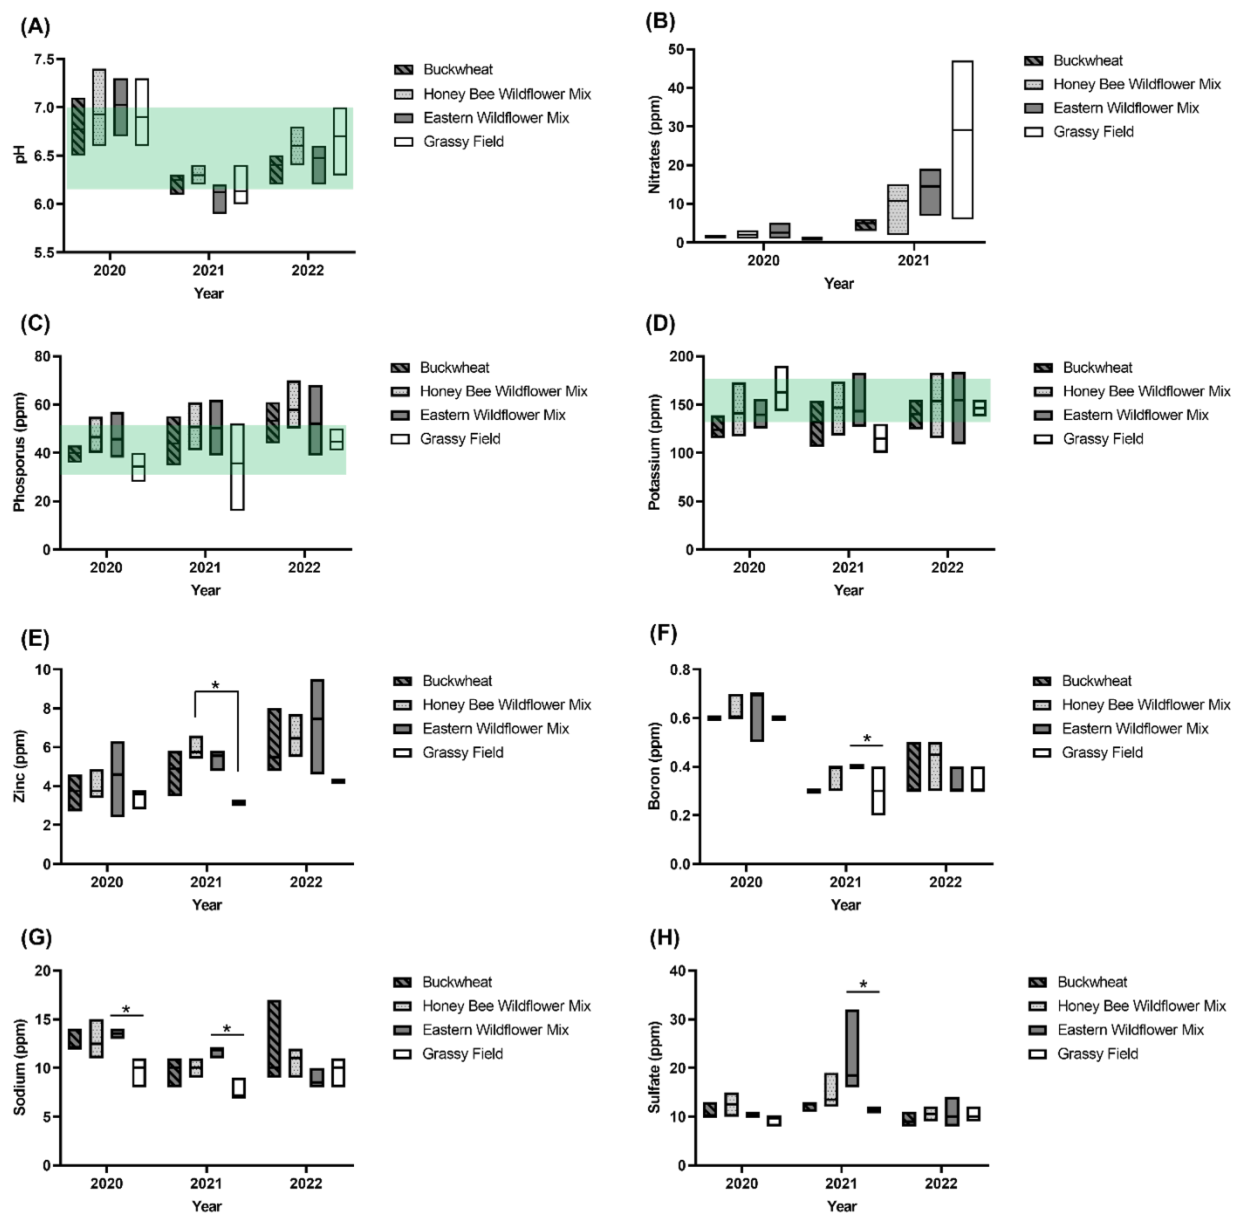 (A)
7.5
7.0
6.5
6.0
5.5
pH
2020 2021 2022
Year
Buckwheat
Honey Bee Wildflower Mix
Eastern Wildflower Mix
Grassy Field
(B)
50
40
30
20
10
0
Nitrates (ppm)
2020 2021
Year
Buckwheat
Honey Bee Wildflower Mix
Eastern Wildflower Mix
Grassy Field
(C)
80
60
40
20
0
Phosporus (ppm)
2020 2021 2022
Year
Buckwheat
Honey Bee Wildflower Mix
Eastern Wildflower Mix
Grassy Field
(D)
200
150
100
50
0
Potassium (ppm)
2020 2021 2022
Year
Buckwheat
Honey Bee Wildflower Mix
Eastern Wildflower Mix
Grassy Field
(E)
10
8
6
4
2
0
Zinc (ppm)
*
2020 2021 2022
Year
Buckwheat
Honey Bee Wildflower Mix
Eastern Wildflower Mix
Grassy Field
(F)
0.8
0.6
0.4
0.2
0.0
Boron (ppm)
*
2020 2021 2022
Year
Buckwheat
Honey Bee Wildflower Mix
Eastern Wildflower Mix
Grassy Field
(G)
20
15
10
5
0
Sodium (ppm)
* *
2020 2021 2022
Year
Buckwheat
Honey Bee Wildflower Mix
Eastern Wildflower Mix
Grassy Field
(H)
40
30
20
10
0
Sulfate (ppm)
*
2020 2021 2022
Year
Buckwheat
Honey Bee Wildflower Mix
Eastern Wildflower Mix
Grassy Field